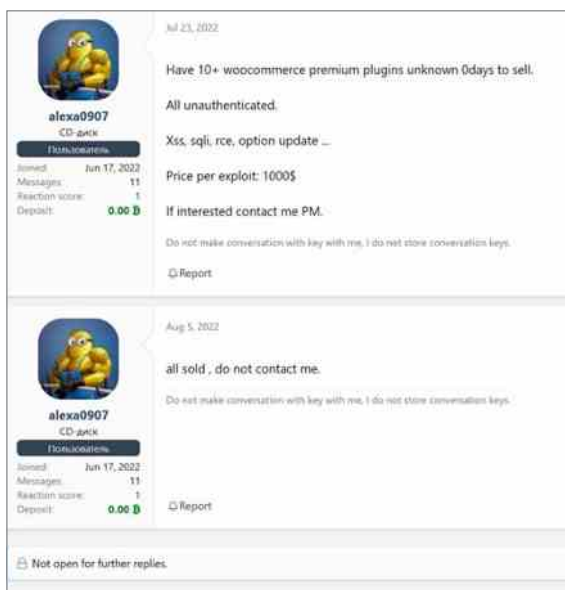 Jul 23, 2022
Have 10+ woocommerce premium plugins unknown 0days to sell.
All unauthenticated.
Xss, sqli, rce, option update ...
Price per exploit: 1000$
If interested contact me PM.
Do not make conversation with key with me, I do not store conversation keys.
Report
alexa0907
CD-диск
Пользователь
Joined: Jun 17, 2022
Messages: 11
Reaction score: 1
Deposit: 0.00 ₿
Aug 5, 2022
all sold , do not contact me.
Do not make conversation with key with me, I do not store conversation keys.
Report
alexa0907
CD-диск
Пользователь
Joined: Jun 17, 2022
Messages: 11
Reaction score: 1
Deposit: 0.00 ₿
Not open for further replies.